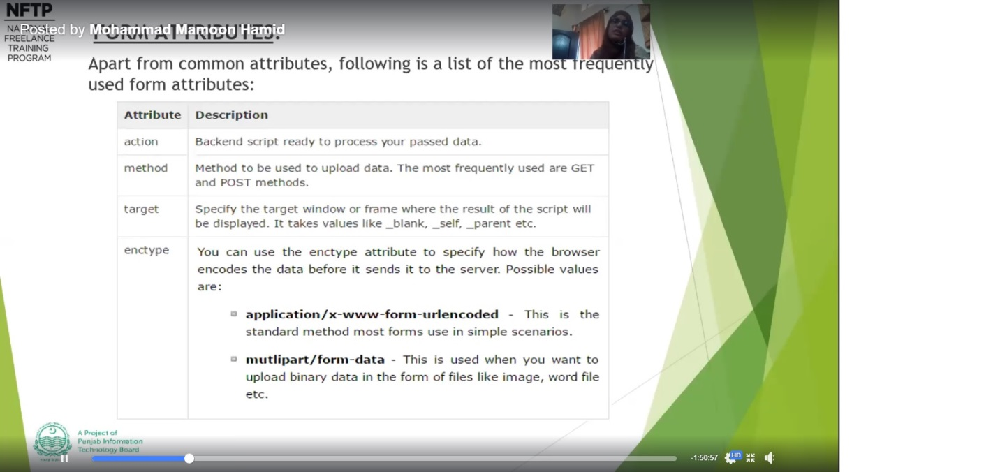 NFTP
NATIONAL
FREELANCE
TRAINING
PROGRAM
Posted by Mohammad Mamoon Hamid
FORM ATTRIBUTES:
Apart from common attributes, following is a list of the most frequently
used form attributes:
Attribute Description
action Backend script ready to process your passed data.
method Method to be used to upload data. The most frequently used are GET
and POST methods.
target Specify the target window or frame where the result of the script will
be displayed. It takes values like _blank, _self, _parent etc.
enctype You can use the enctype attribute to specify how the browser
encodes the data before it sends it to the server. Possible values
are:
application/x-www-form-urlencoded - This is the
standard method most forms use in simple scenarios.
mutlipart/form-data - This is used when you want to
upload binary data in the form of files like image, word file
etc.
A Project of
Punjab Information
Technology Board
-1:50:57 HD